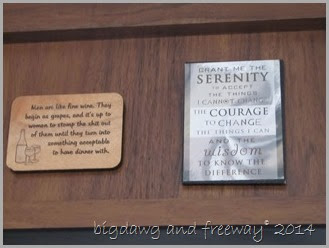 Men are like fine wine. They
begin as grapes, and it's up to
women to stomp the shit out
of them until they turn into
something acceptable
to have dinner with.
GRANT ME THE
SERENITY
TO ACCEPT
THE THINGS
I CANNOT CHANGE
THE COURAGE
TO CHANGE
THE THINGS I CAN
AND THE
wisdom
TO KNOW THE
DIFFERENCE
bigdawg and freeway© 2014